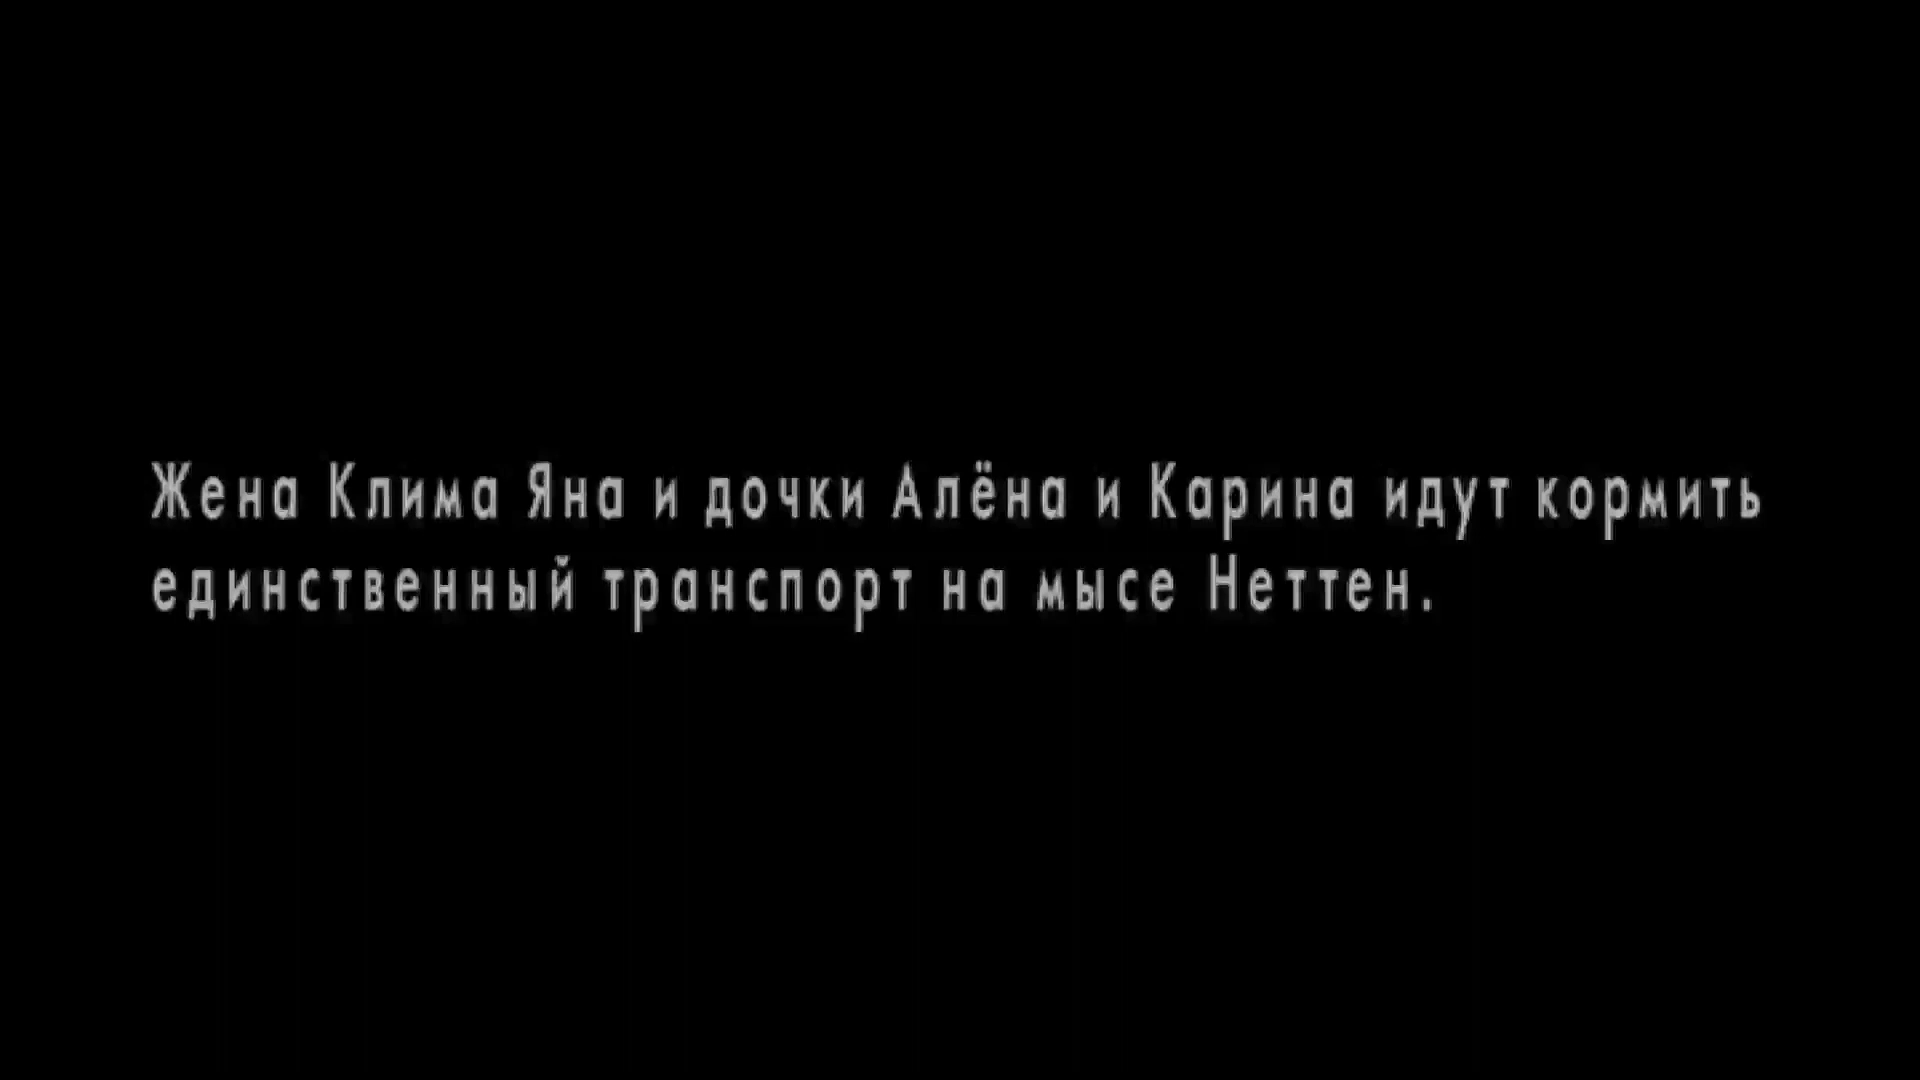 Жена Клима Яна и дочки Алёна и Карина идут кормить
единственный транспорт на мысе Неттен.